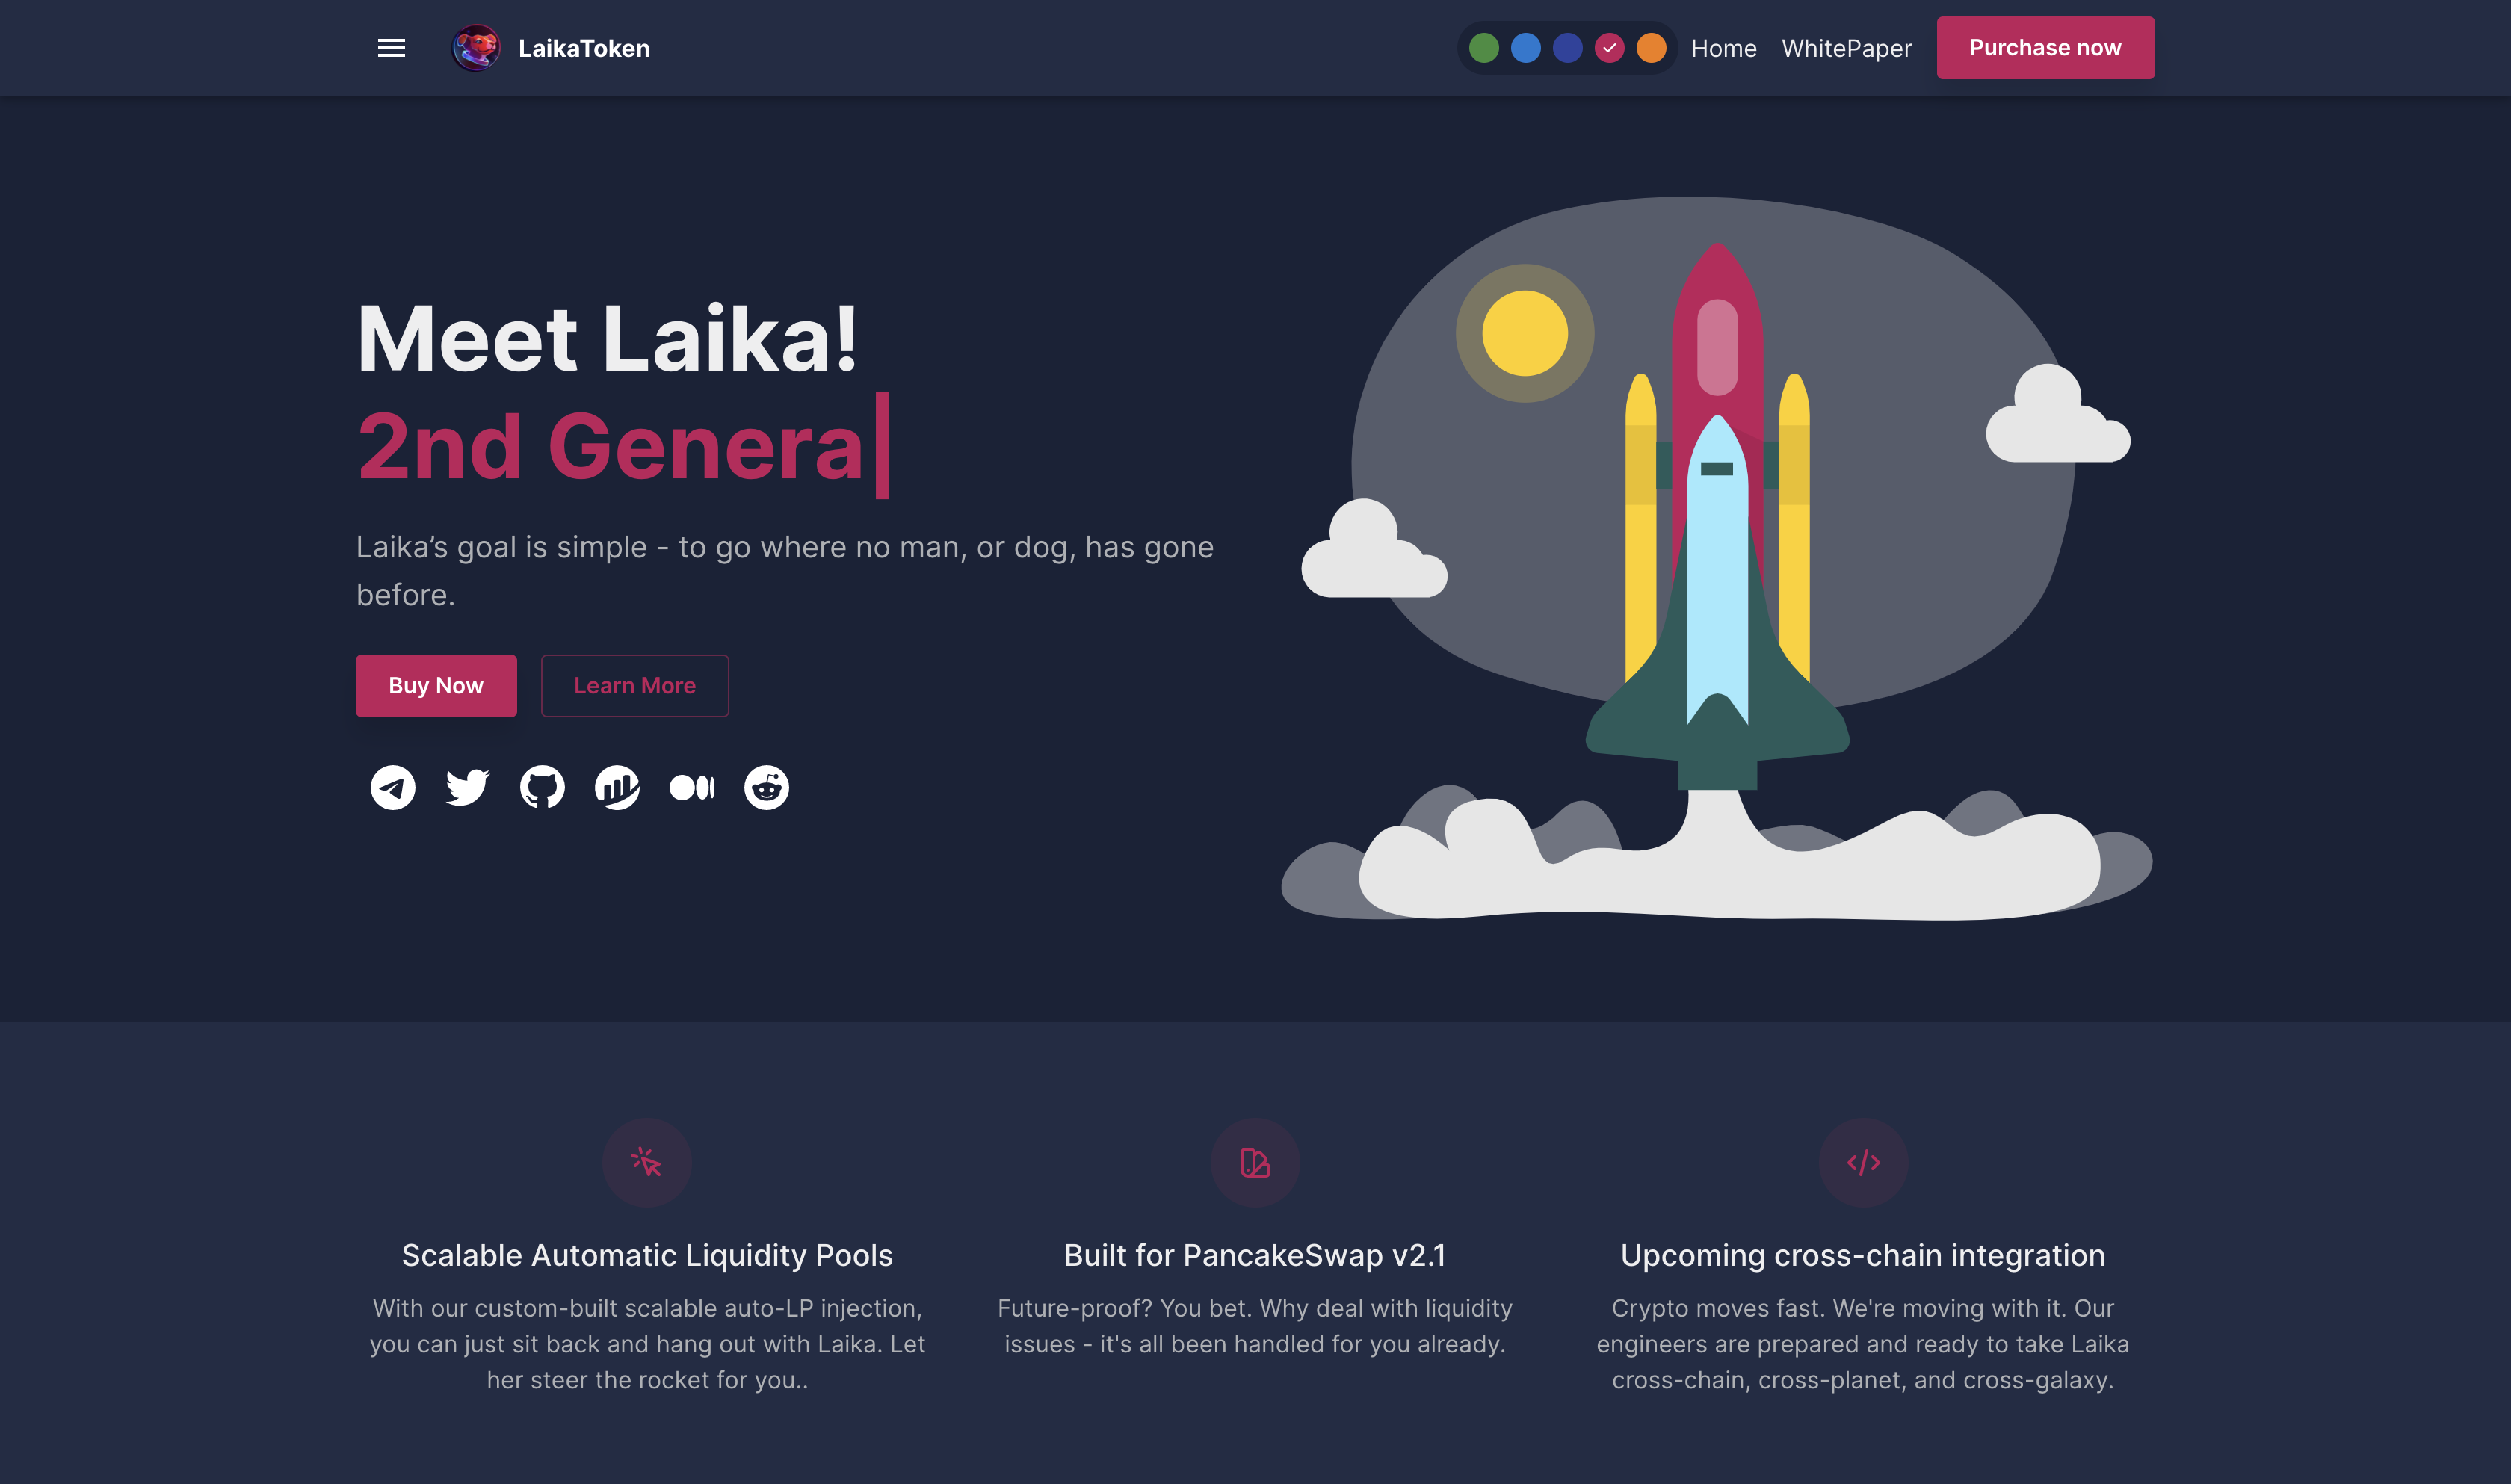 LaikaToken
Home
WhitePaper
Purchase now
Meet Laika!
2nd Genera
Laika’s goal is simple - to go where no man, or dog, has gone
before.
Buy Now
Learn More
Scalable Automatic Liquidity Pools
With our custom-built scalable auto-LP injection,
you can just sit back and hang out with Laika. Let
her steer the rocket for you..
Built for PancakeSwap v2.1
Future-proof? You bet. Why deal with liquidity
issues - it's all been handled for you already.
Upcoming cross-chain integration
Crypto moves fast. We're moving with it. Our
engineers are prepared and ready to take Laika
cross-chain, cross-planet, and cross-galaxy.